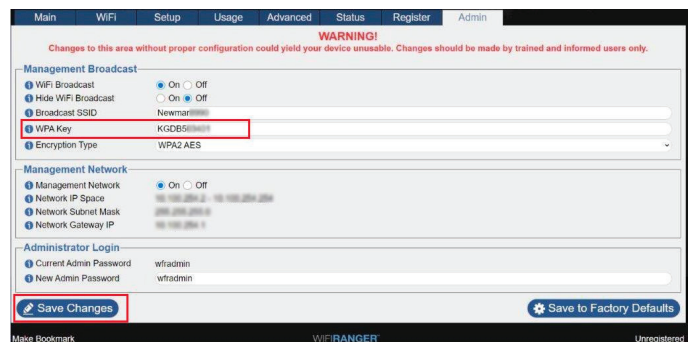 Main WiFi Setup Usage Advanced Status Register Admin
WARNING!
Changes to this area without proper configuration could yield your device unusable. Changes should be made by trained and informed users only.
Management Broadcast
WiFi Broadcast On Off
Hide WiFi Broadcast On Off
Broadcast SSID Newmar
WPA Key KGDB5
Encryption Type WPA2 AES
Management Network
Management Network On Off
Network IP Space
Network Subnet Mask
Network Gateway IP
Administrator Login
Current Admin Password wfradmin
New Admin Password wfradmin
Save Changes Save to Factory Defaults
Make Bookmark WIFIRANGER Unregistered